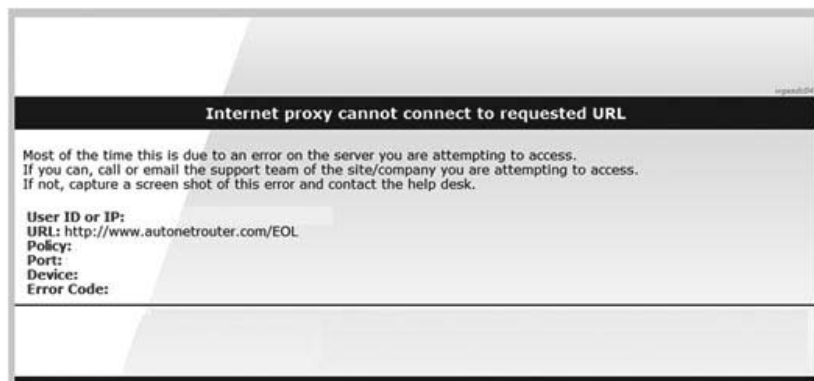 Internet proxy cannot connect to requested URL
Most of the time this is due to an error on the server you are attempting to access.
If you can, call or email the support team of the site/company you are attempting to access.
If not, capture a screen shot of this error and contact the help desk.
User ID or IP:
URL: http://www.autonetrouter.com/EOL
Policy:
Port:
Device:
Error Code: